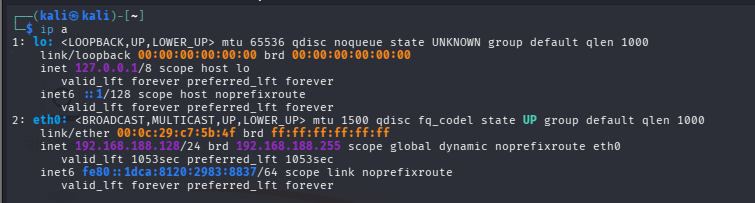 ┌──(kali㉿kali)-[~]
└─$ ip a
1: lo: <LOOPBACK,UP,LOWER_UP> mtu 65536 qdisc noqueue state UNKNOWN group default qlen 1000
    link/loopback 00:00:00:00:00:00 brd 00:00:00:00:00:00
    inet 127.0.0.1/8 scope host lo
       valid_lft forever preferred_lft forever
    inet6 ::1/128 scope host noprefixroute
       valid_lft forever preferred_lft forever
2: eth0: <BROADCAST,MULTICAST,UP,LOWER_UP> mtu 1500 qdisc fq_codel state UP group default qlen 1000
    link/ether 00:0c:29:c7:5b:4f brd ff:ff:ff:ff:ff:ff
    inet 192.168.188.128/24 brd 192.168.188.255 scope global dynamic noprefixroute eth0
       valid_lft 1053sec preferred_lft 1053sec
    inet6 fe80::1dca:8120:2983:8837/64 scope link noprefixroute
       valid_lft forever preferred_lft forever